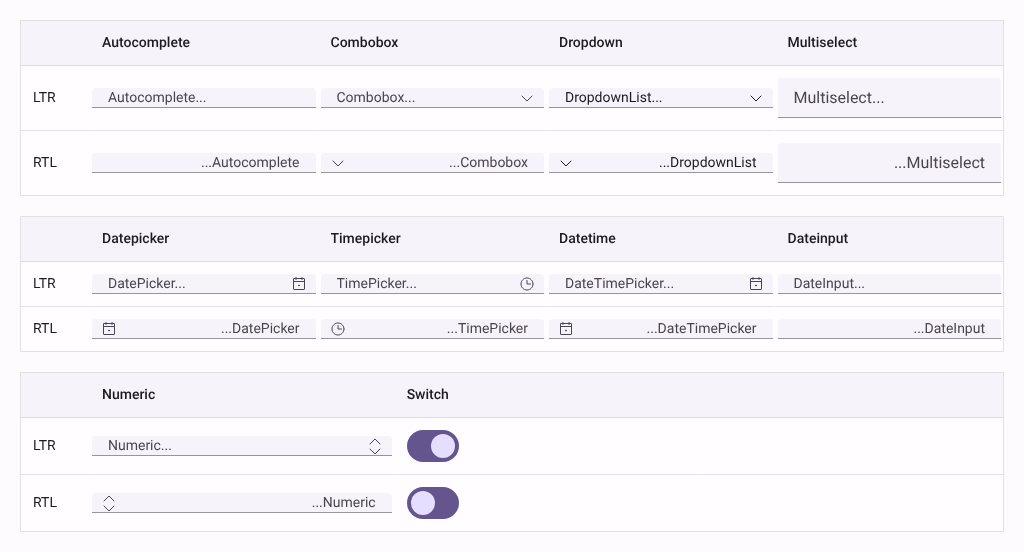 Autocomplete Combobox Dropdown Multiselect
LTR Autocomplete... Combobox... DropdownList... Multiselect...
RTL ...Autocomplete ...Combobox ...DropdownList ...Multiselect
Datepicker Timepicker Datetime Dateinput
LTR DatePicker... TimePicker... DateTimePicker... DateInput...
RTL ...DatePicker ...TimePicker ...DateTimePicker ...DateInput
Numeric Switch
LTR Numeric...
RTL ...Numeric